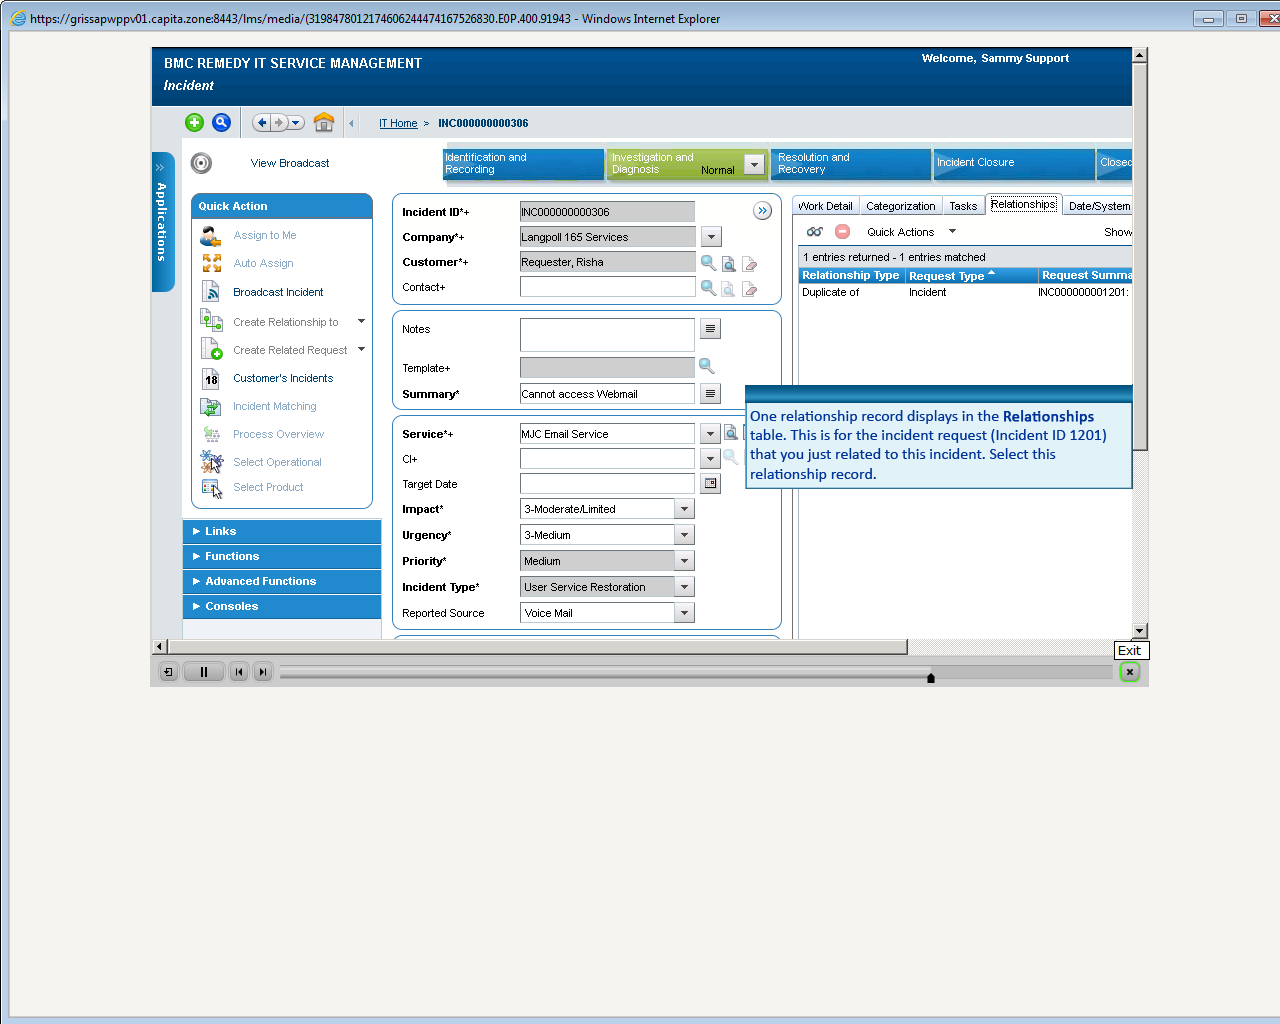 https://grissapwppv01.capita.zone:8443/lms/media/(3198478012174606244474167526830.E0P.400.91943 - Windows Internet Explorer
BMC REMEDY IT SERVICE MANAGEMENT
Welcome, Sammy Support
Incident
IT Home > INC000000000306
View Broadcast
Identification and
Recording
Investigation and
Diagnosis Normal
Resolution and
Recovery
Incident Closure
Closed
Applications
Quick Action
Assign to Me
Auto Assign
Broadcast Incident
Create Relationship to
Create Related Request
18 Customer's Incidents
Incident Matching
Process Overview
Select Operational
Select Product
Links
Functions
Advanced Functions
Consoles
Incident ID*+ INC000000000306
Company*+ Langpoll 165 Services
Customer*+ Requester, Risha
Contact+
Notes
Template+
Summary* Cannot access Webmail
Service*+ MJC Email Service
CI+
Target Date
Impact* 3-Moderate/Limited
Urgency* 3-Medium
Priority* Medium
Incident Type* User Service Restoration
Reported Source Voice Mail
Work Detail Categorization Tasks Relationships Date/System
Quick Actions Show
1 entries returned - 1 entries matched
Relationship Type Request Type Request Summa
Duplicate of Incident INC000000001201:
One relationship record displays in the Relationships
table. This is for the incident request (Incident ID 1201)
that you just related to this incident. Select this
relationship record.
Exit